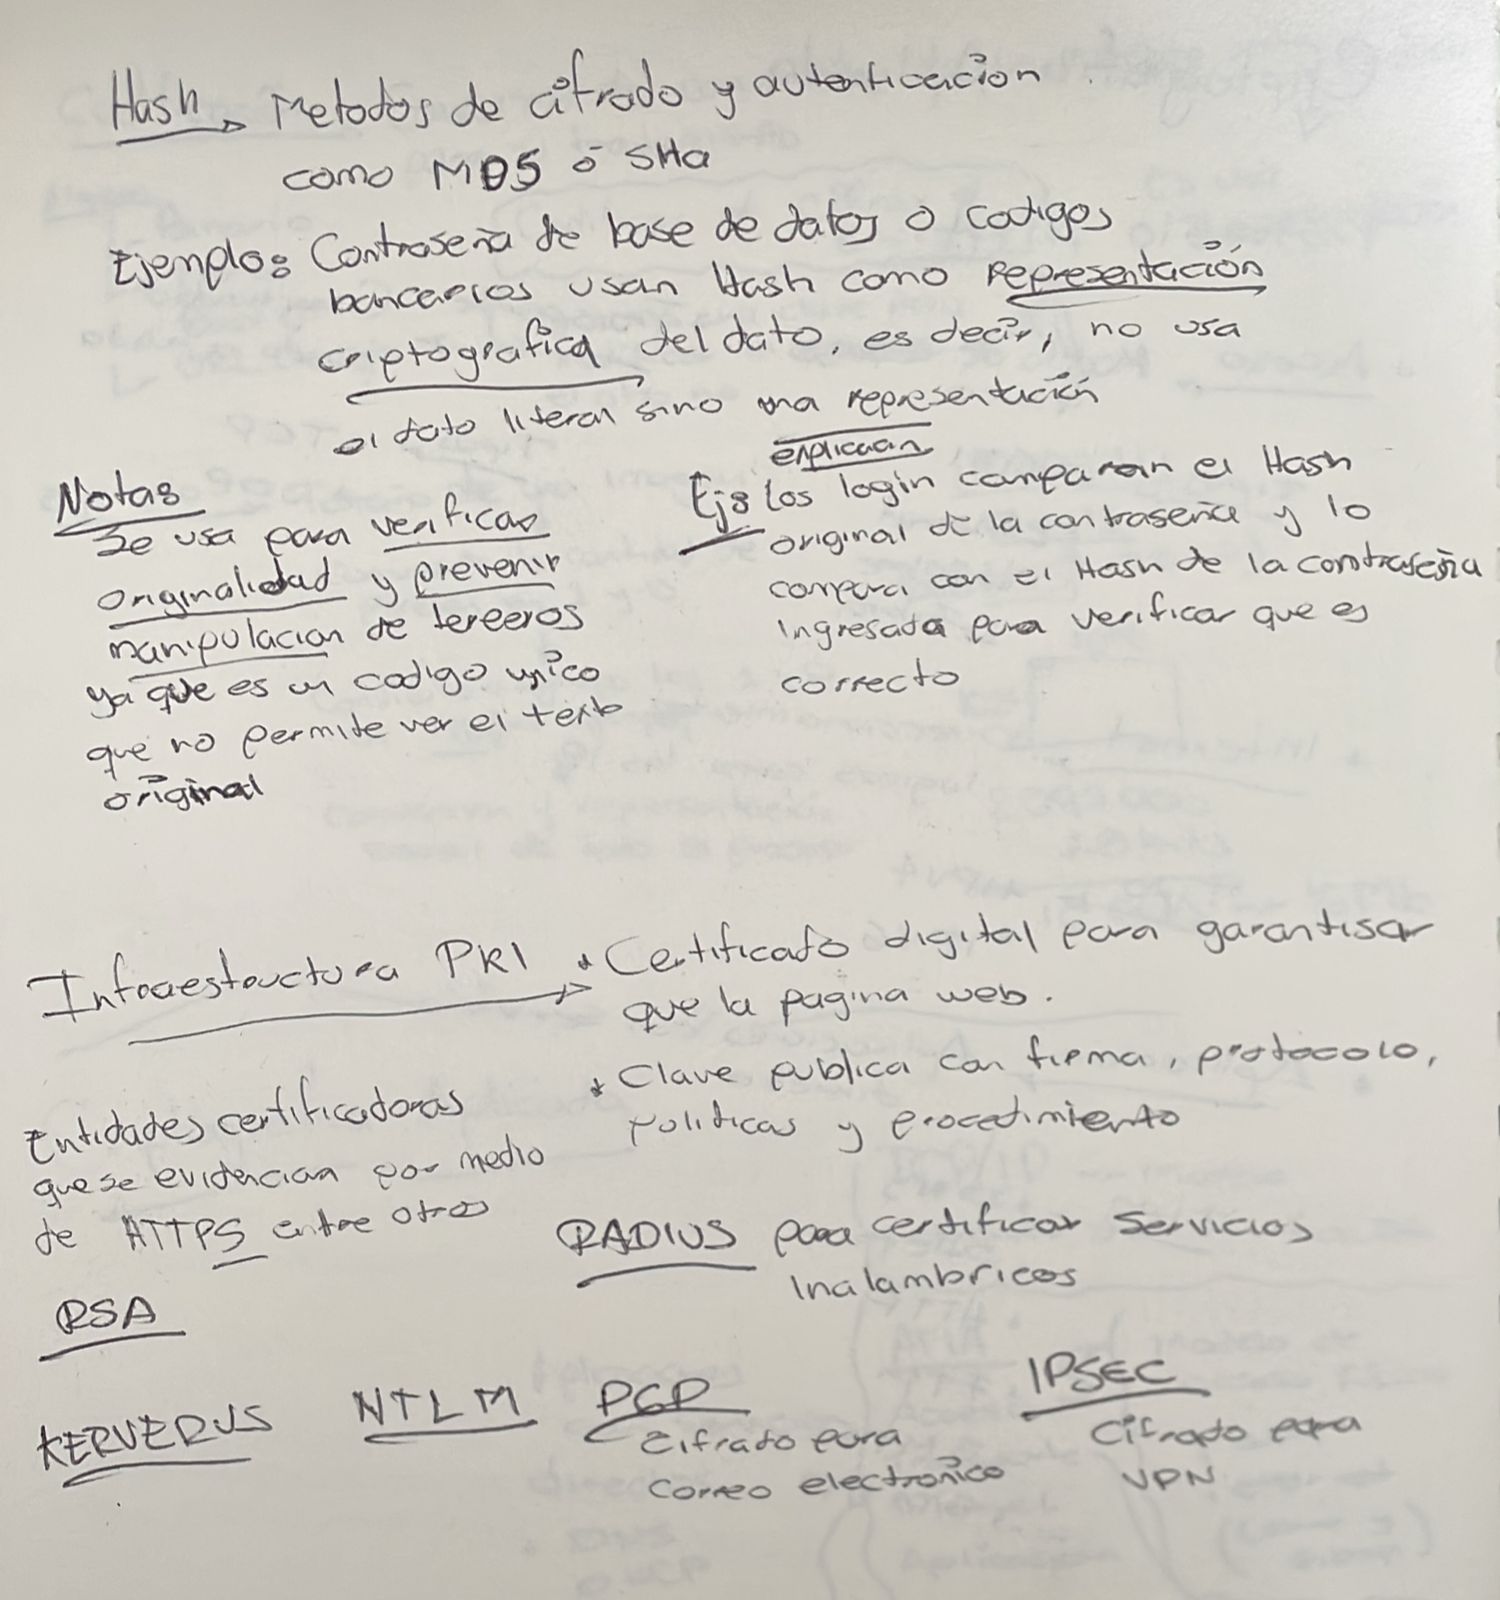 Hash → Metodos de cifrado y autenticación
como MD5 ó SHa
Ejemplo: Contraseña de base de datos o codigos
bancarios usan Hash como representación
criptografica del dato, es decir, no usa
el dato literal sino una representación
Notas
Se usa para verificar
originalidad y prevenir
manipulacion de terceros
ya que es un codigo unico
que no permite ver el texto
original
explicacion
Ej: Los login comparan el Hash
original de la contraseña y lo
compara con el Hash de la contraseña
Ingresada para verificar que es
correcto
Infraestructura PKI → * Certificado digital para garantisar
que la pagina web.
* Clave publica con firma, protocolo,
politicas y procedimiento
Entidades certificadoras
que se evidencian por medio
de HTTPS entre otros
RADIUS para certificar Servicios
Inalambricos
RSA
KERVERUS NTLM PGP
Cifrado para
Correo electronico
IPSEC
Cifrado para
VPN